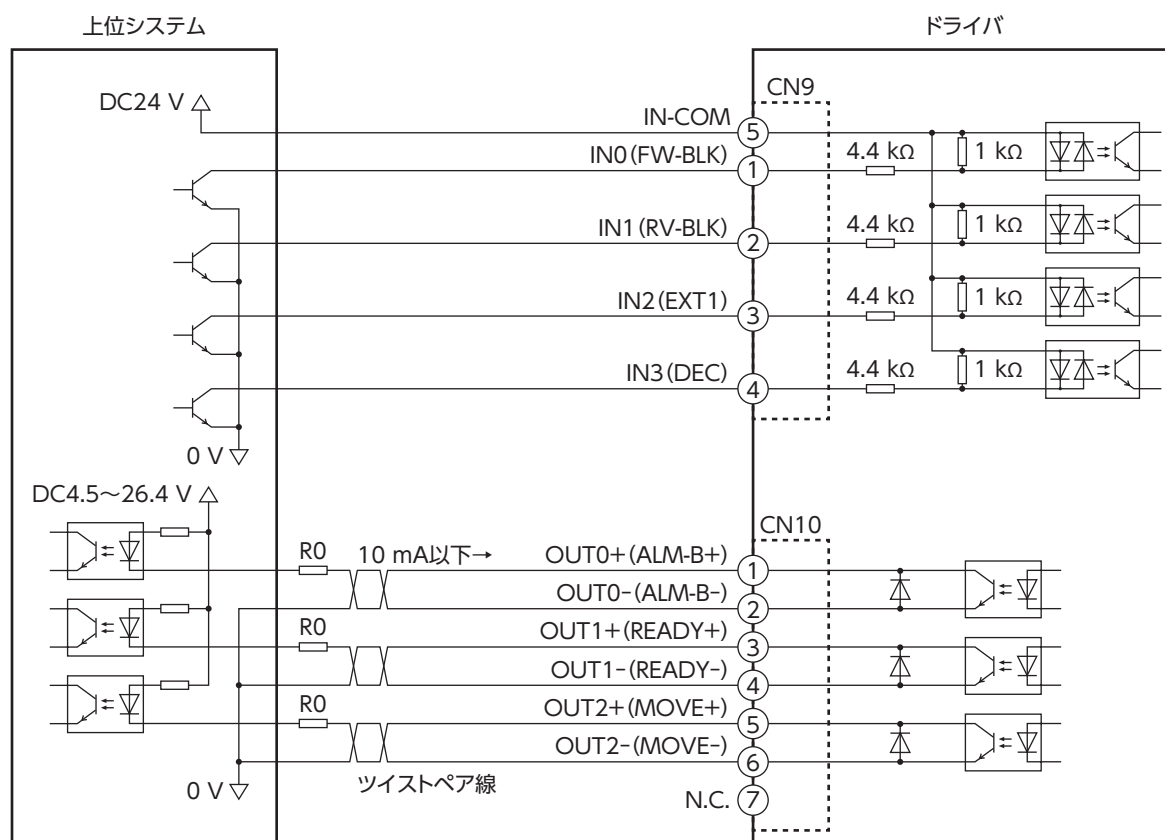 上位システム
ドライバ
DC24 V
CN9
IN-COM
5
IN0(FW-BLK)
1
4.4 kΩ
1 kΩ
IN1(RV-BLK)
2
4.4 kΩ
1 kΩ
IN2(EXT1)
3
4.4 kΩ
1 kΩ
IN3(DEC)
4
4.4 kΩ
1 kΩ
0 V
DC4.5~26.4 V
CN10
R0
10 mA以下→
OUT0+(ALM-B+)
1
OUT0-(ALM-B-)
2
R0
OUT1+(READY+)
3
OUT1-(READY-)
4
R0
OUT2+(MOVE+)
5
OUT2-(MOVE-)
6
0 V
ツイストペア線
N.C.
7